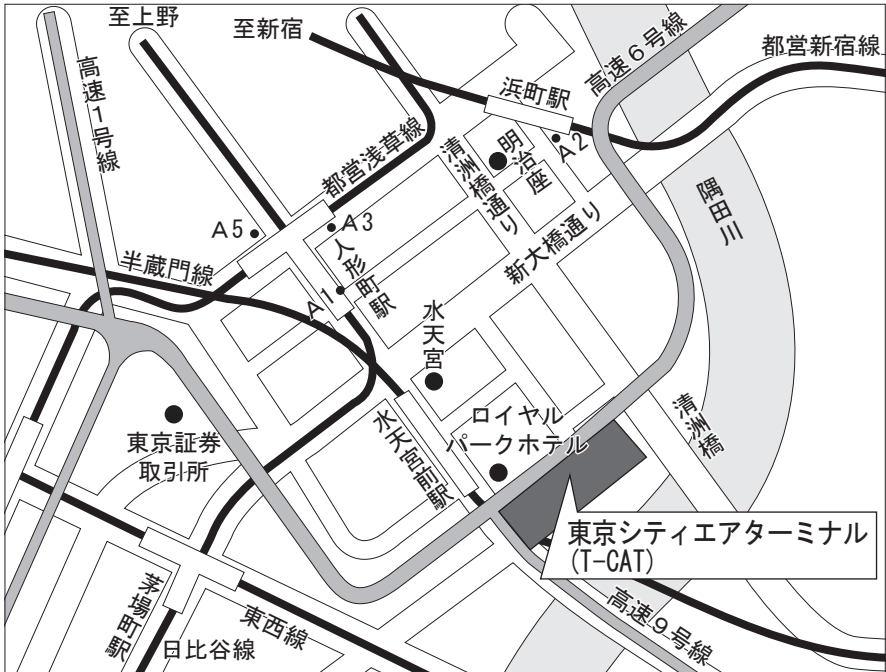 至上野
至新宿
高速6号線
都営新宿線
高速1号線
浜町駅
都営浅草線
清洲橋通り
明治座
A2
隅田川
A5
A3
人形町駅
新大橋通り
半蔵門線
A1
水天宮
ロイヤル
パークホテル
清洲橋
東京証券
取引所
水天宮前駅
東京シティエアターミナル
(T-CAT)
茅場町駅
東西線
高速9号線
日比谷線